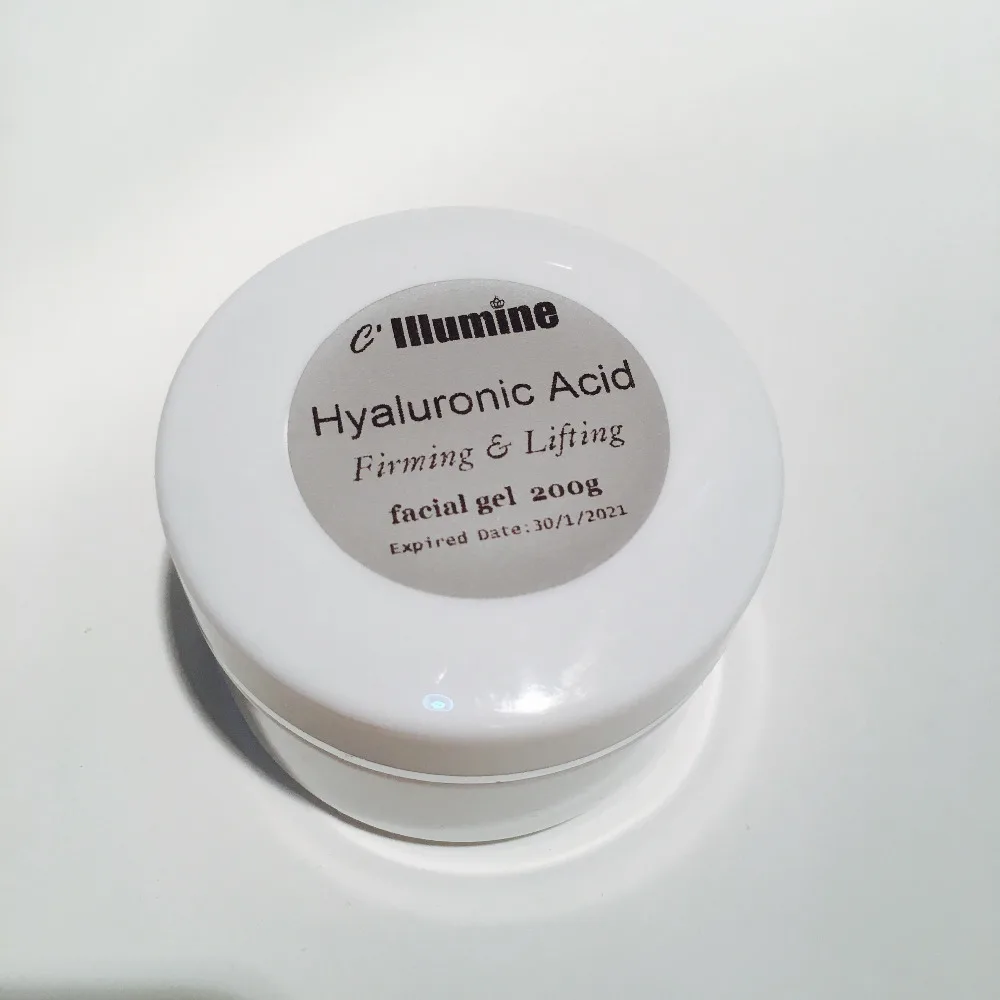 C' Illumine
Hyaluronic Acid
Firming & Lifting
facial gel 200g
Expired Date:30/1/2021